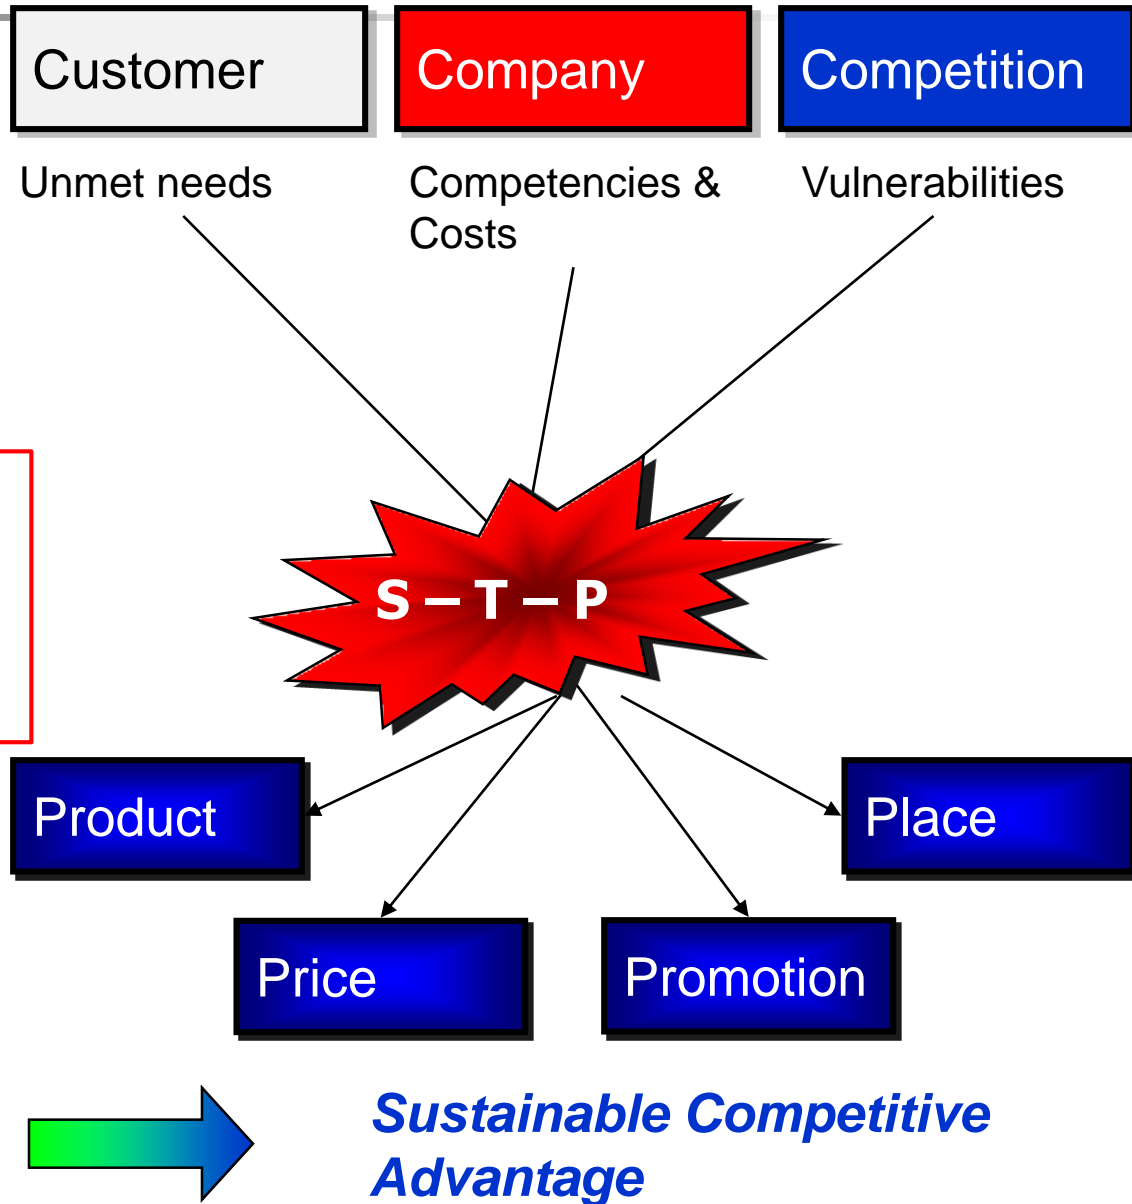 Customer
Company
Competition
Unmet needs
Competencies &
Costs
Vulnerabilities
S – T – P
Product
Place
Price
Promotion
Sustainable Competitive
Advantage